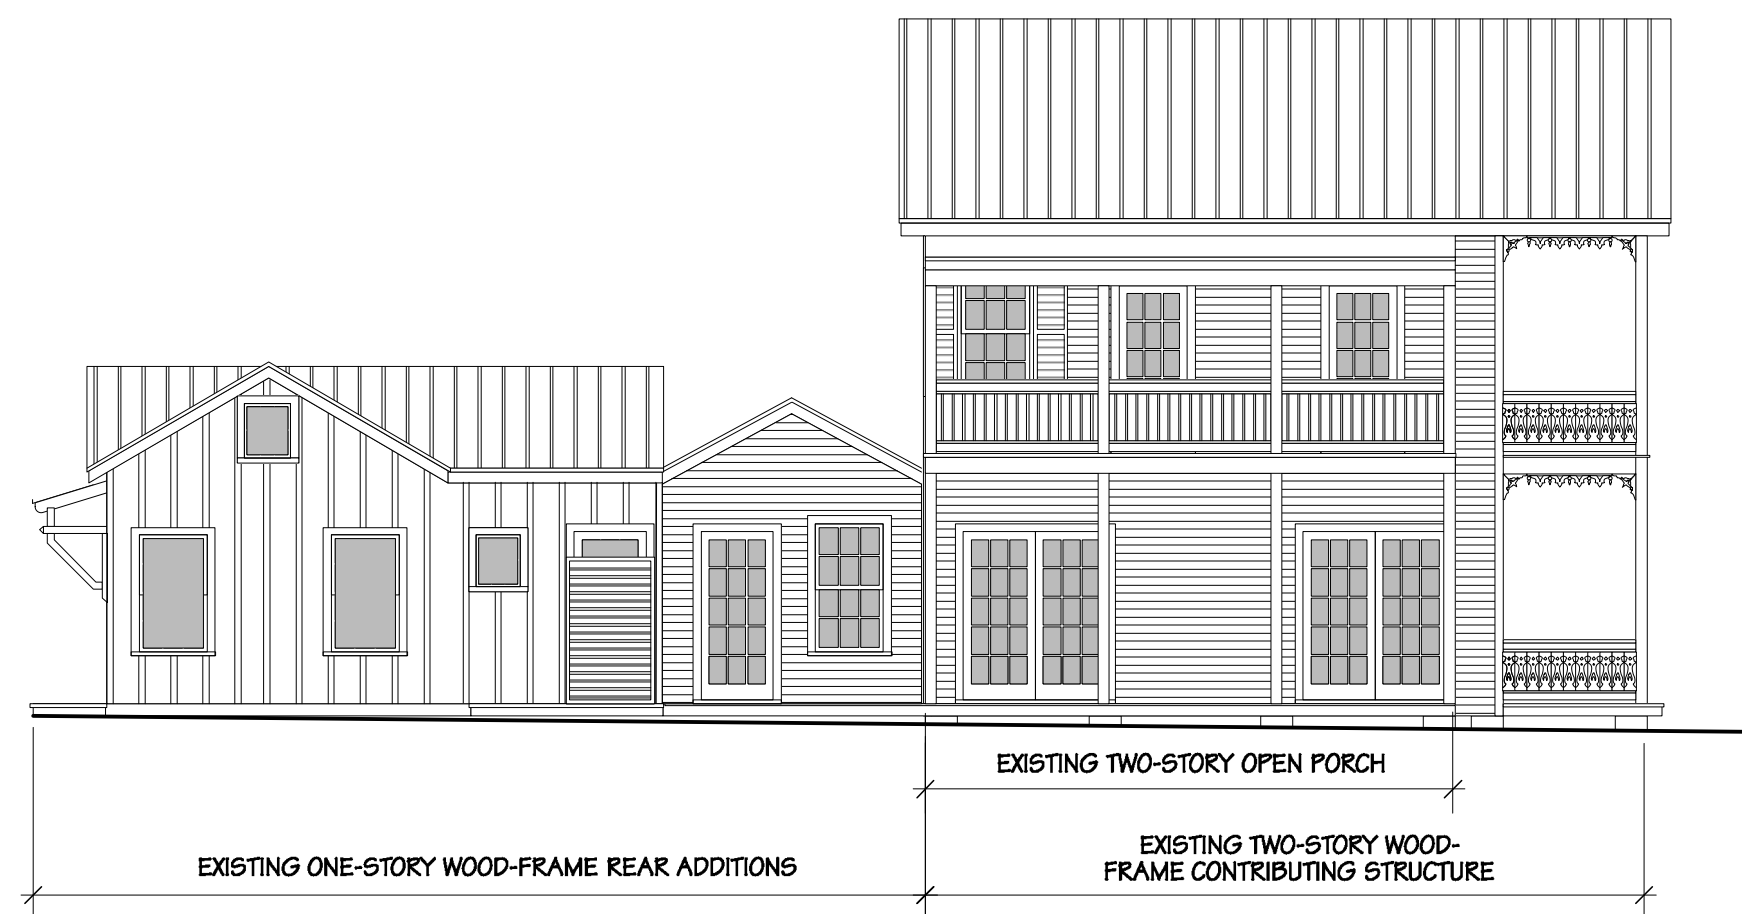 EXISTING TWO-STORY OPEN PORCH
EXISTING TWO-STORY WOOD-
FRAME CONTRIBUTING STRUCTURE
EXISTING ONE-STORY WOOD-FRAME REAR ADDITIONS